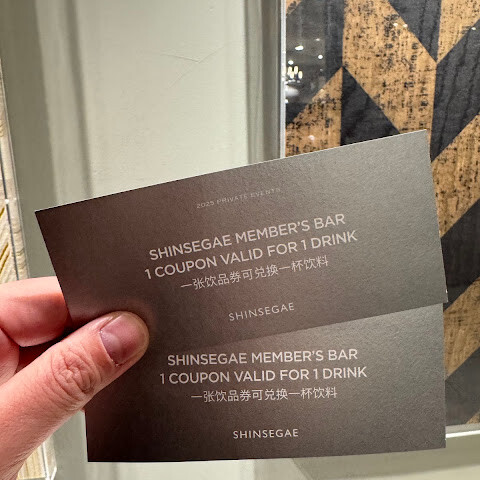 2025 PRIVATE EVENTS
SHINSEGAE MEMBER'S BAR
1 COUPON VALID FOR 1 DRINK
一张饮品券可兑换一杯饮料
SHINSEGAE
SHINSEGAE MEMBER'S BAR
1 COUPON VALID FOR 1 DRINK
一张饮品券可兑换一杯饮料
SHINSEGAE